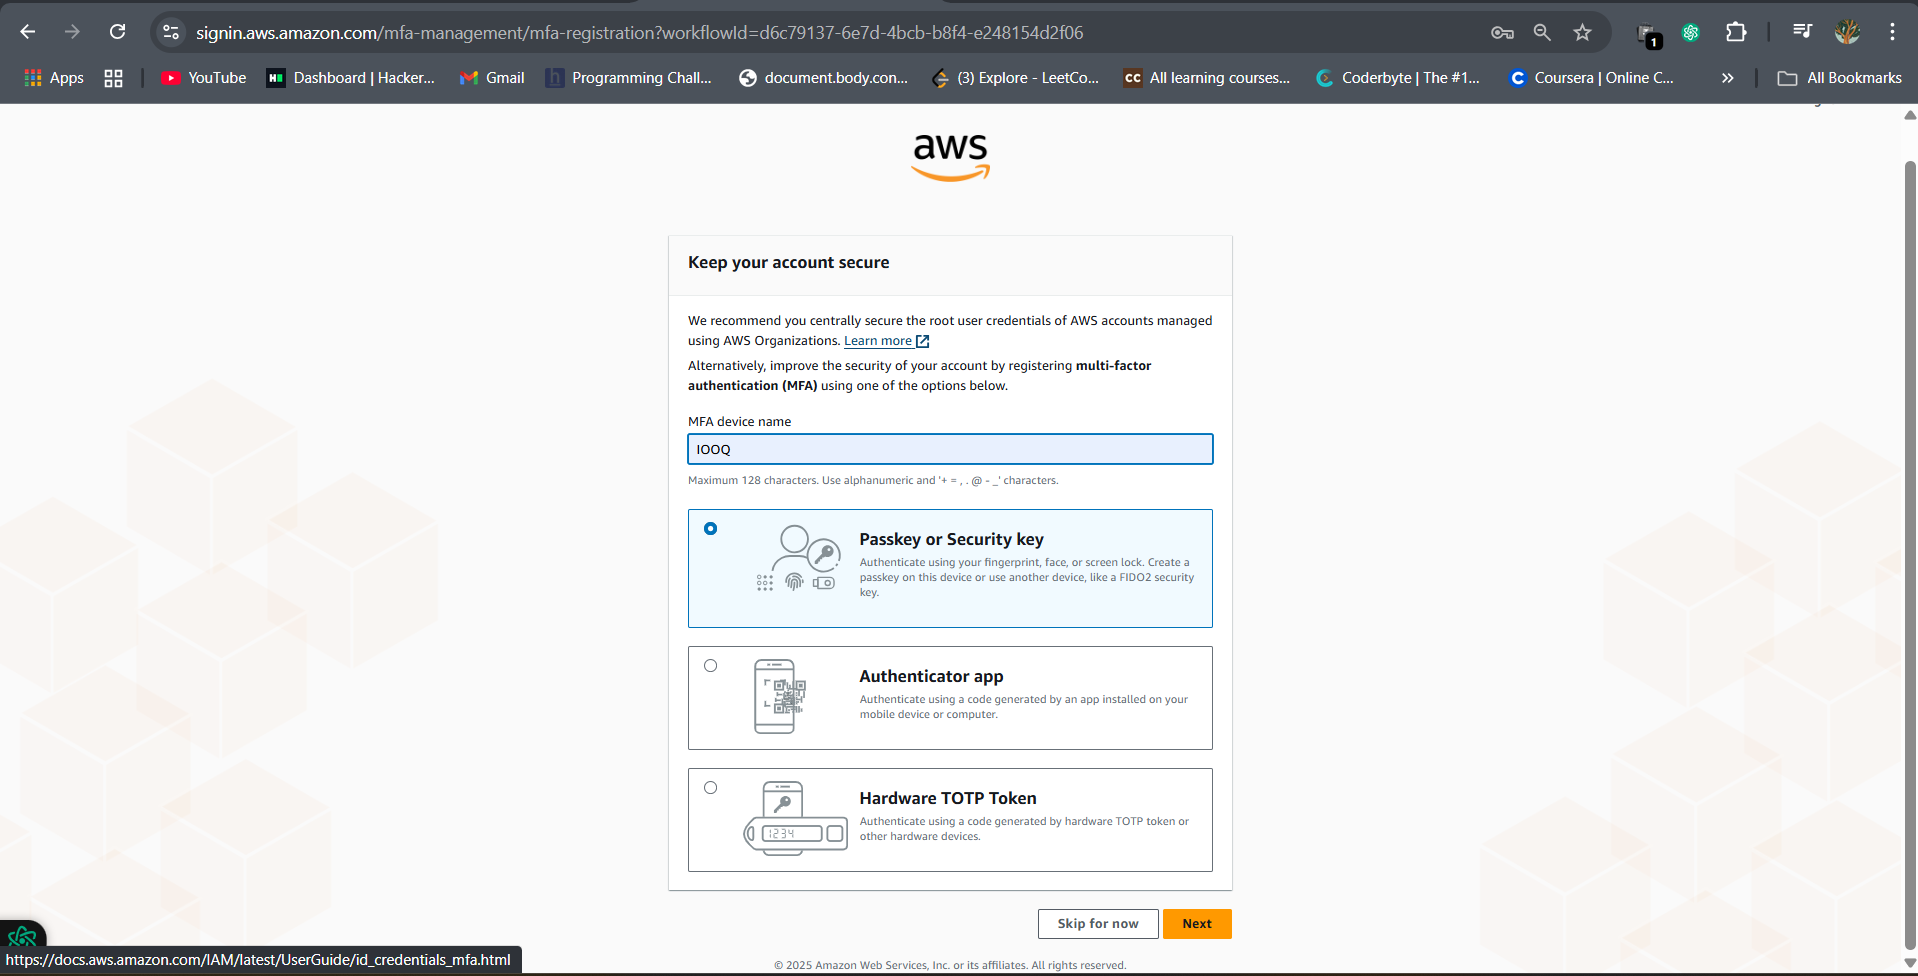 signin.aws.amazon.com/mfa-management/mfa-registration?workflowId=d6c79137-6e7d-4bcb-b8f4-e248154d2f06
1
Apps YouTube Dashboard | Hacker... Gmail Programming Chall... document.body.con... (3) Explore - LeetCo... CC All learning courses... Coderbyte | The #1... Coursera | Online C... » All Bookmarks
aws
Keep your account secure
We recommend you centrally secure the root user credentials of AWS accounts managed
using AWS Organizations. Learn more
Alternatively, improve the security of your account by registering multi-factor
authentication (MFA) using one of the options below.
MFA device name
IOOQ
Maximum 128 characters. Use alphanumeric and '+ = , . @ - _' characters.
Passkey or Security key
Authenticate using your fingerprint, face, or screen lock. Create a
passkey on this device or use another device, like a FIDO2 security
key.
Authenticator app
Authenticate using a code generated by an app installed on your
mobile device or computer.
Hardware TOTP Token
1234
Authenticate using a code generated by hardware TOTP token or
other hardware devices.
Skip for now Next
https://docs.aws.amazon.com/IAM/latest/UserGuide/id_credentials_mfa.html
© 2025 Amazon Web Services, Inc. or its affiliates. All rights reserved.